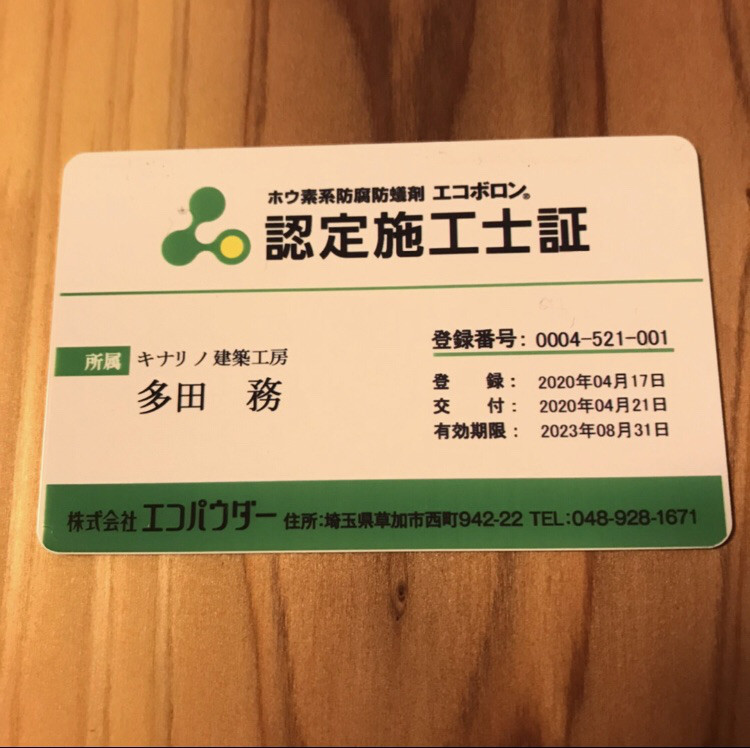 ホウ素系防腐防蟻剤 エコボロン®
認定施工士証
所属 キナリノ建築工房
多田 務
登録番号: 0004-521-001
登 録: 2020年04月17日
交 付: 2020年04月21日
有効期限: 2023年08月31日
株式会社 エコパウダー 住所:埼玉県草加市西町942-22 TEL:048-928-1671